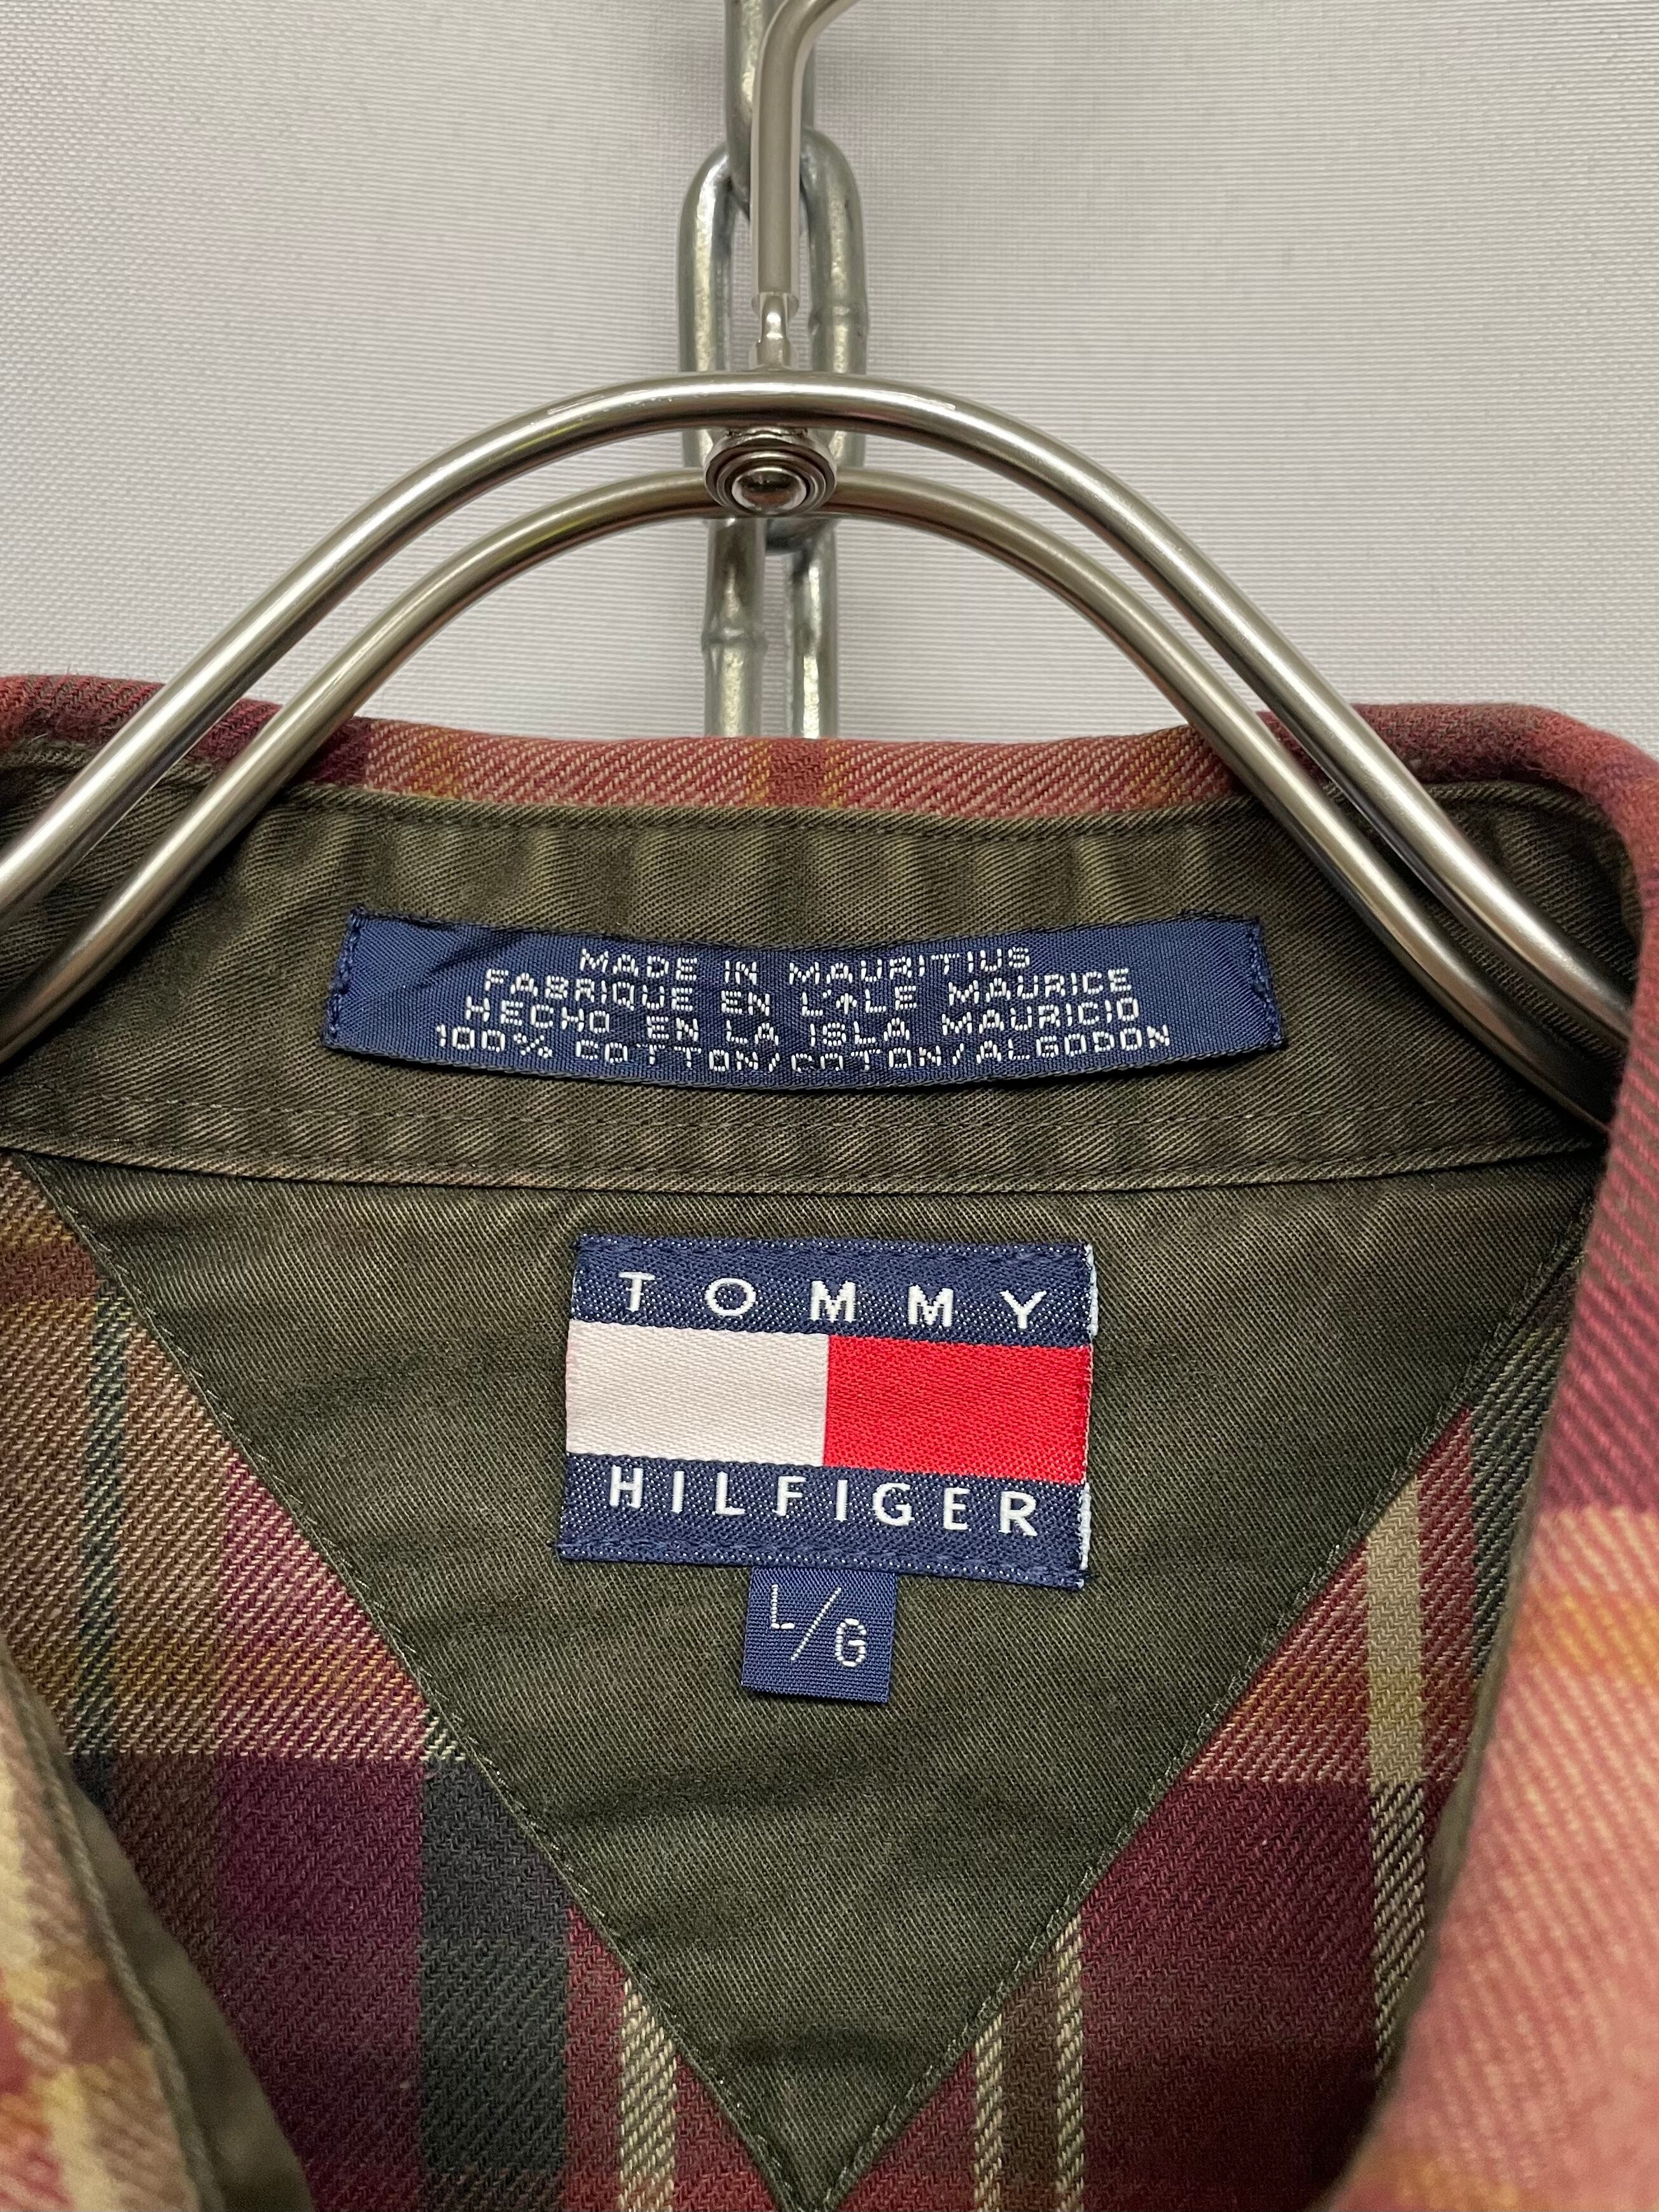 MADE IN MAURITIUS
FABRIQUE EN L'ILE MAURICE
HECHO EN LA ISLA MAURICIO
100% COTTON/COTON/ALGODON
TOMMY
HILFIGER
L/G